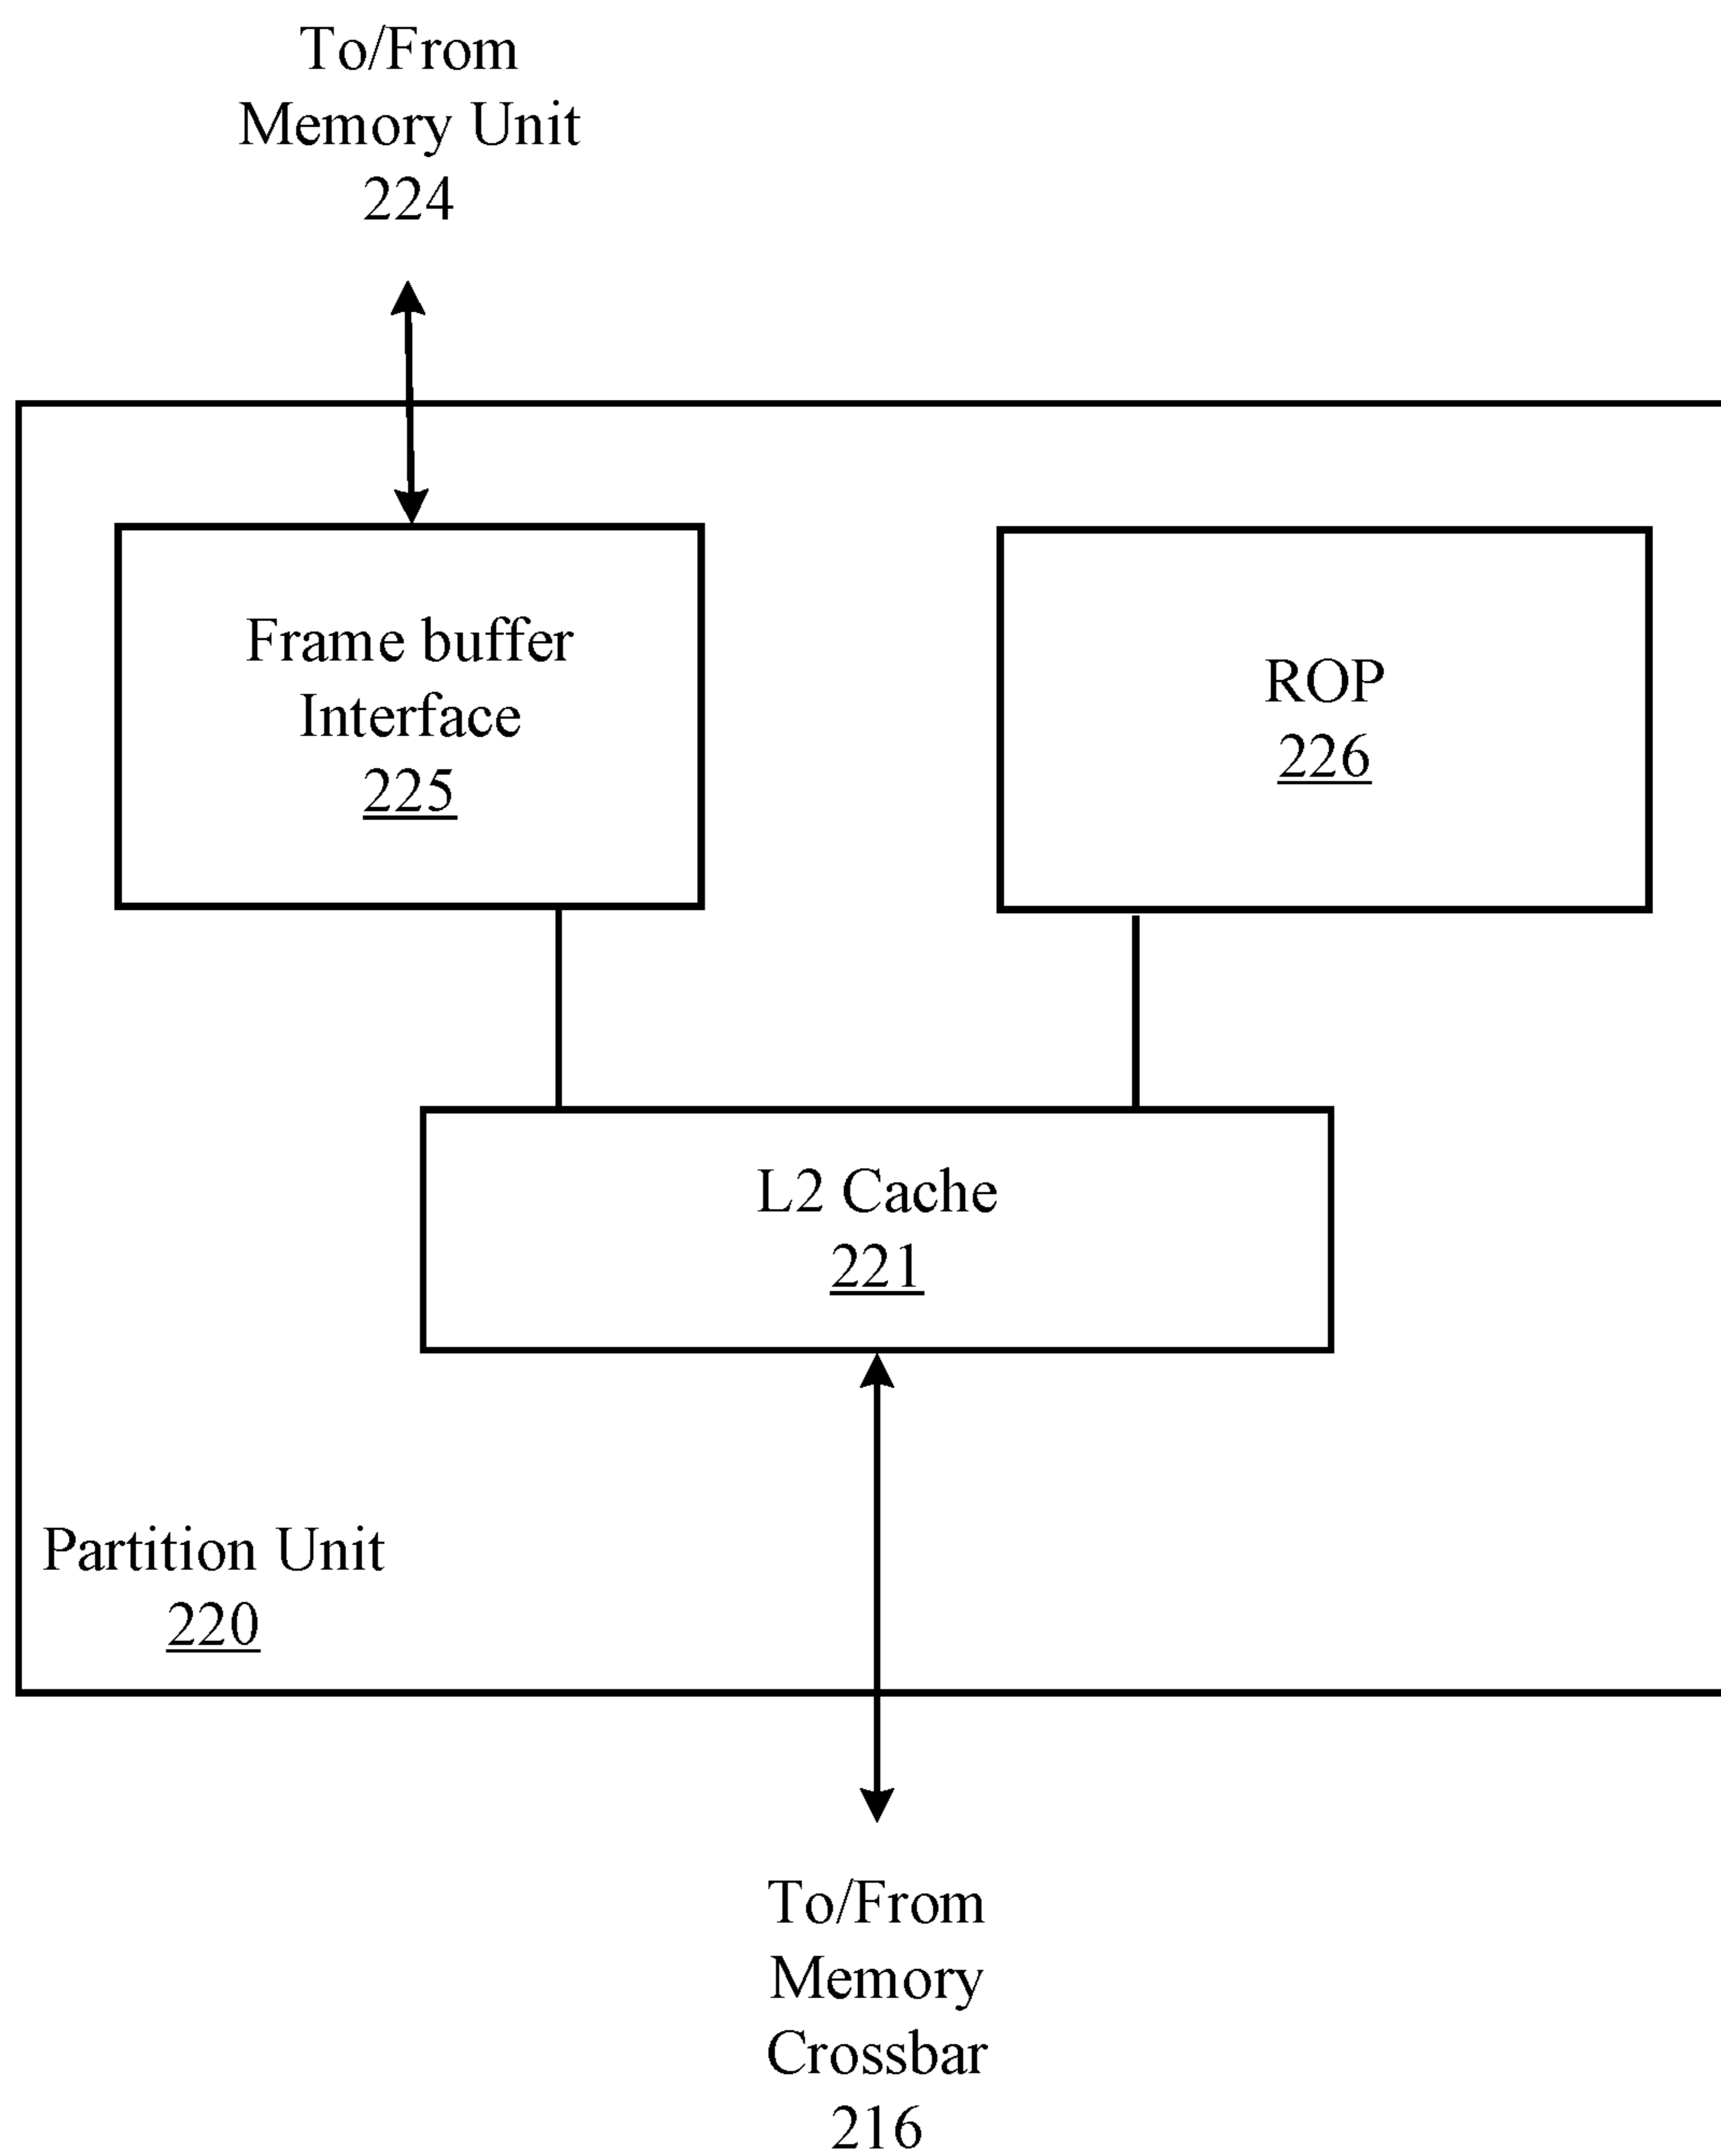 To/From
Memory Unit
224
Frame buffer
Interface
225
ROP
226
L2 Cache
221
Partition Unit
220
To/From
Memory
Crossbar
216